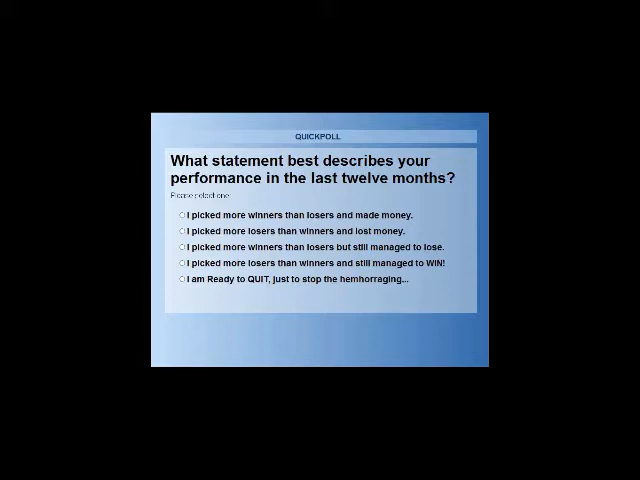 QUICKPOLL
What statement best describes your
performance in the last twelve months?
Please select one:
I picked more winners than losers and made money.
I picked more losers than winners and lost money.
I picked more winners than losers but still managed to lose.
I picked more losers than winners and still managed to WIN!
I am Ready to QUIT, just to stop the hemhorraging...